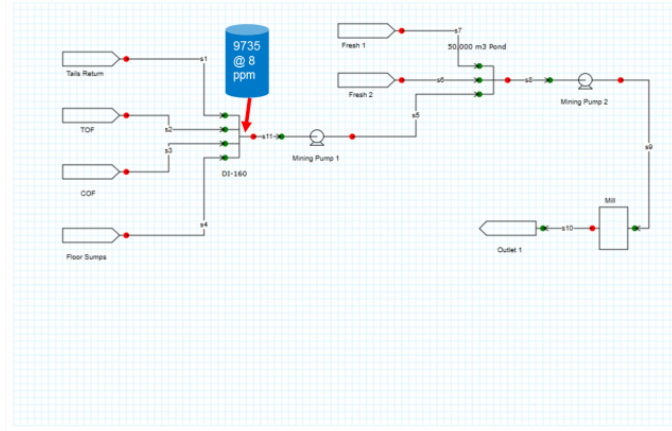 9735
@ 8
ppm
s7
Fresh 1
50,000 m3 Pond
s1
Tails Return
s6
s8
Fresh 2
Mining Pump 2
TOF
s2
s5
s11
s3
Mining Pump 1
s9
DI-160
COF
Mill
s4
s10
Floor Sumps
Outlet 1